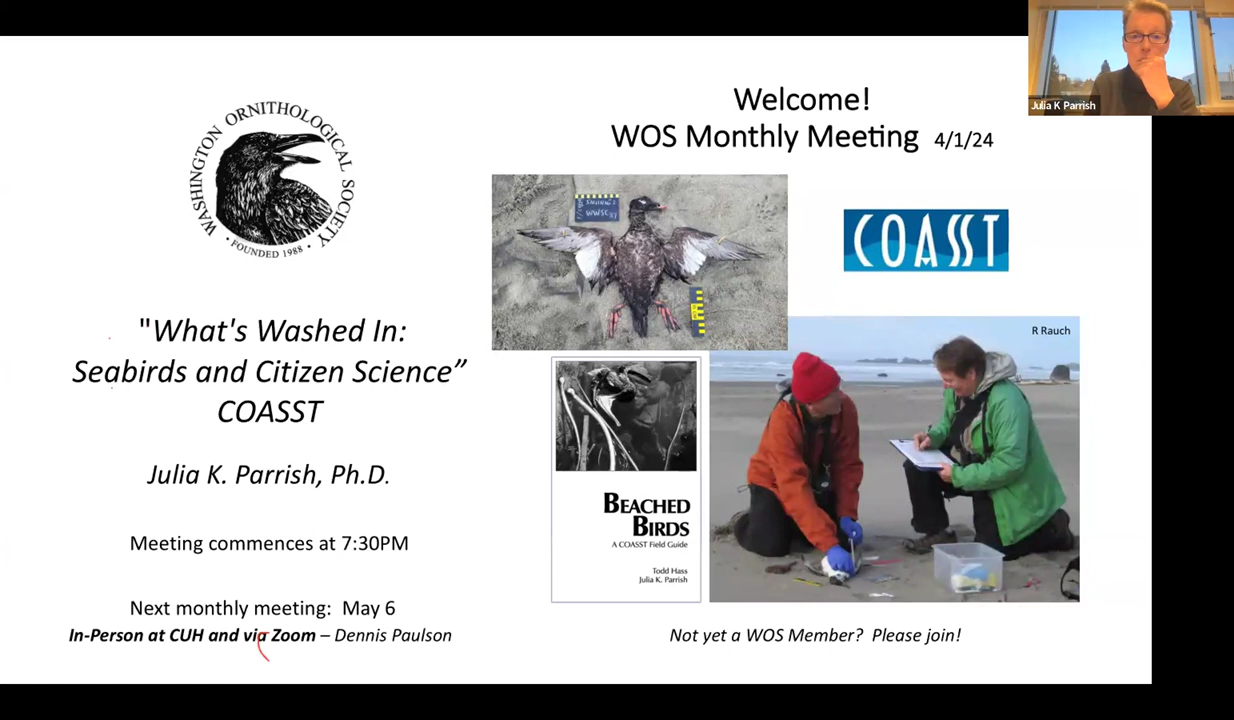 WASHINGTON ORNITHOLOGICAL SOCIETY
• FOUNDED 1988 •
"What's Washed In:
Seabirds and Citizen Science”
COASST
Julia K. Parrish, Ph.D.
Meeting commences at 7:30PM
Next monthly meeting: May 6
In-Person at CUH and via Zoom – Dennis Paulson
Welcome!
WOS Monthly Meeting 4/1/24
WWSC
COASST
R Rauch
BEACHED
BIRDS
A COASST Field Guide
Todd Hass
Julia K. Parrish
Not yet a WOS Member? Please join!
Julia K Parrish